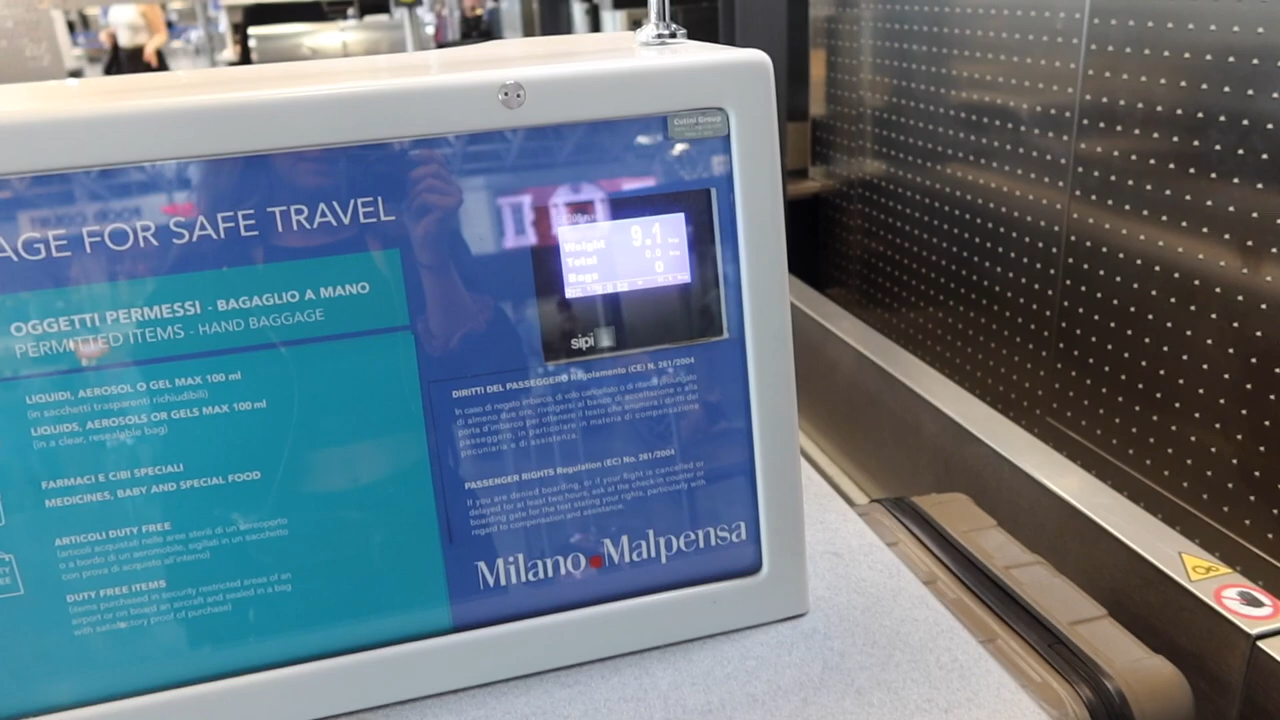 Cutini Group
AGE FOR SAFE TRAVEL
Weight 9.1
Total 0.0
Bags 0
sipi
OGGETTI PERMESSI - BAGAGLIO A MANO
PERMITTED ITEMS - HAND BAGGAGE
LIQUIDI, AEROSOL O GEL MAX 100 ml
(in sacchetti trasparenti richiudibili)
LIQUIDS, AEROSOLS OR GELS MAX 100 ml
(in a clear, resealable bag)
FARMACI E CIBI SPECIALI
MEDICINES, BABY AND SPECIAL FOOD
ARTICOLI DUTY FREE
(articoli acquistati nelle aree sterili di un aeroporto
o a bordo di un aeromobile, sigillati in un sacchetto
con prova di acquisto all'interno)
DUTY FREE ITEMS
(items purchased in security restricted areas of an
airport or on board an aircraft and sealed in a bag
with satisfactory proof of purchase)
DIRITTI DEL PASSEGGERO Regolamento (CE) N. 261/2004
In caso di negato imbarco, di volo cancellato o di ritardo prolungato
di almeno due ore, rivolgersi al banco di accettazione o alla
porta d'imbarco per ottenere il testo che enumera i diritti del
passeggero, in particolare in materia di compensazione
pecuniaria e di assistenza.
PASSENGER RIGHTS Regulation (EC) No. 261/2004
If you are denied boarding, or if your flight is cancelled or
delayed for at least two hours, ask at the check-in counter or
boarding gate for the text stating your rights, particularly with
regard to compensation and assistance.
Milano Malpensa